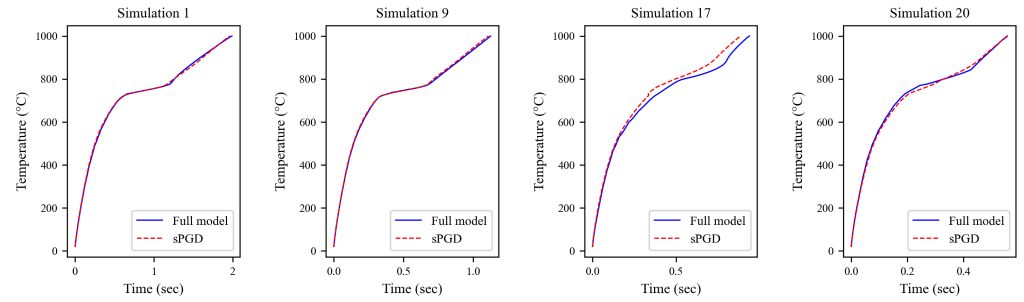 Simulation 1
Temperature (°C)
1000
800
600
400
200
0
0
1
2
Time (sec)
Full model
sPGD
Simulation 9
Temperature (°C)
1000
800
600
400
200
0
0.0
0.5
1.0
Time (sec)
Full model
sPGD
Simulation 17
Temperature (°C)
1000
800
600
400
200
0
0.0
0.5
Time (sec)
Full model
sPGD
Simulation 20
Temperature (°C)
1000
800
600
400
200
0
0.0
0.2
0.4
Time (sec)
Full model
sPGD